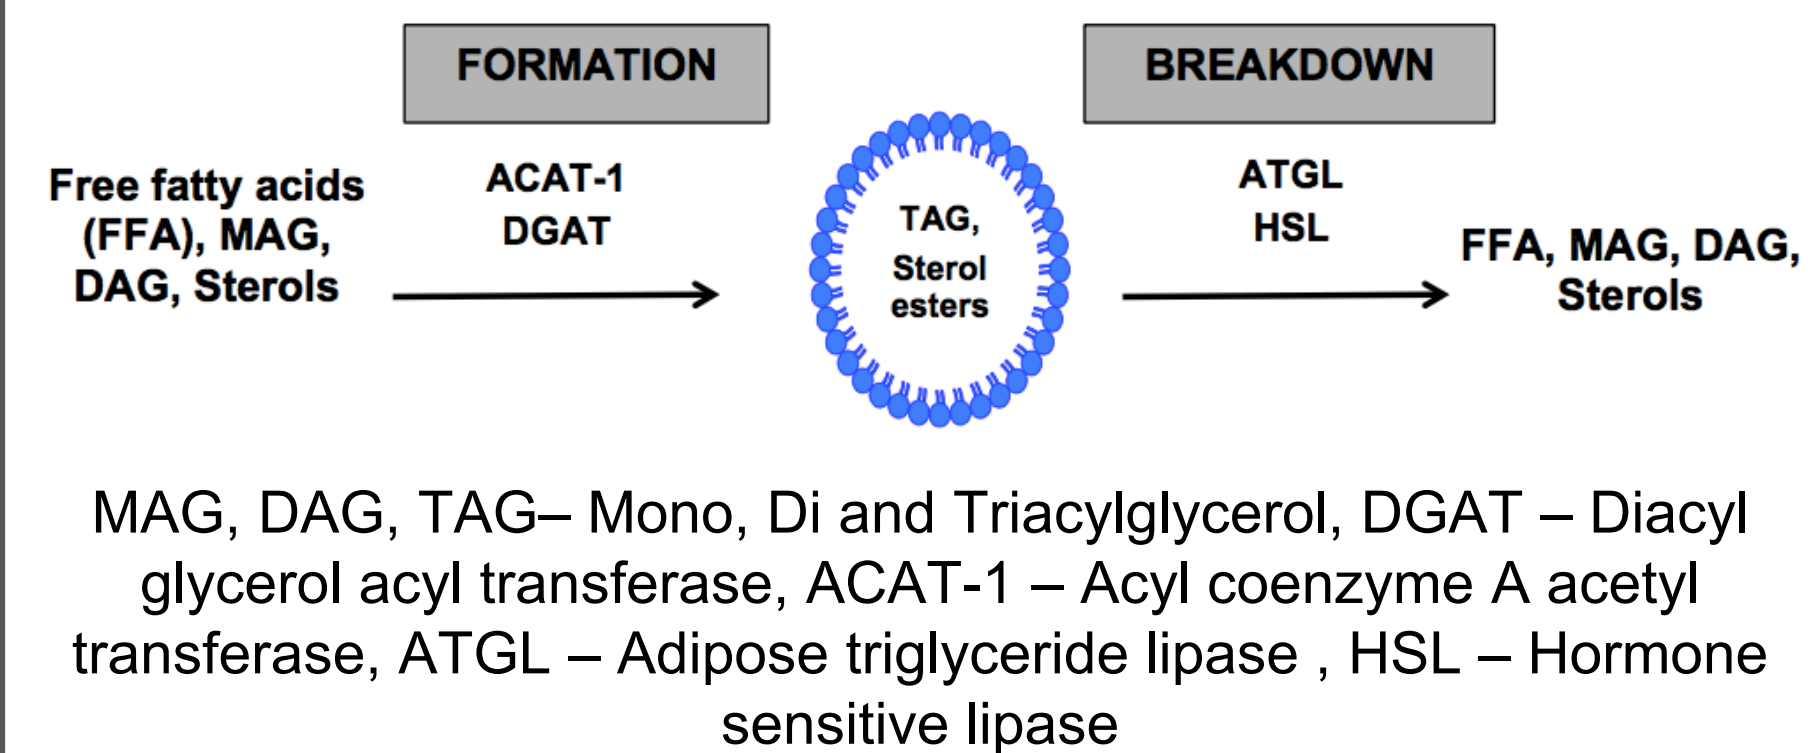 FORMATION
BREAKDOWN
Free fatty acids
(FFA), MAG,
DAG, Sterols
ACAT-1
DGAT
TAG,
Sterol
esters
ATGL
HSL
FFA, MAG, DAG,
Sterols
MAG, DAG, TAG– Mono, Di and Triacylglycerol, DGAT – Diacyl
glycerol acyl transferase, ACAT-1 – Acyl coenzyme A acetyl
transferase, ATGL – Adipose triglyceride lipase , HSL – Hormone
sensitive lipase